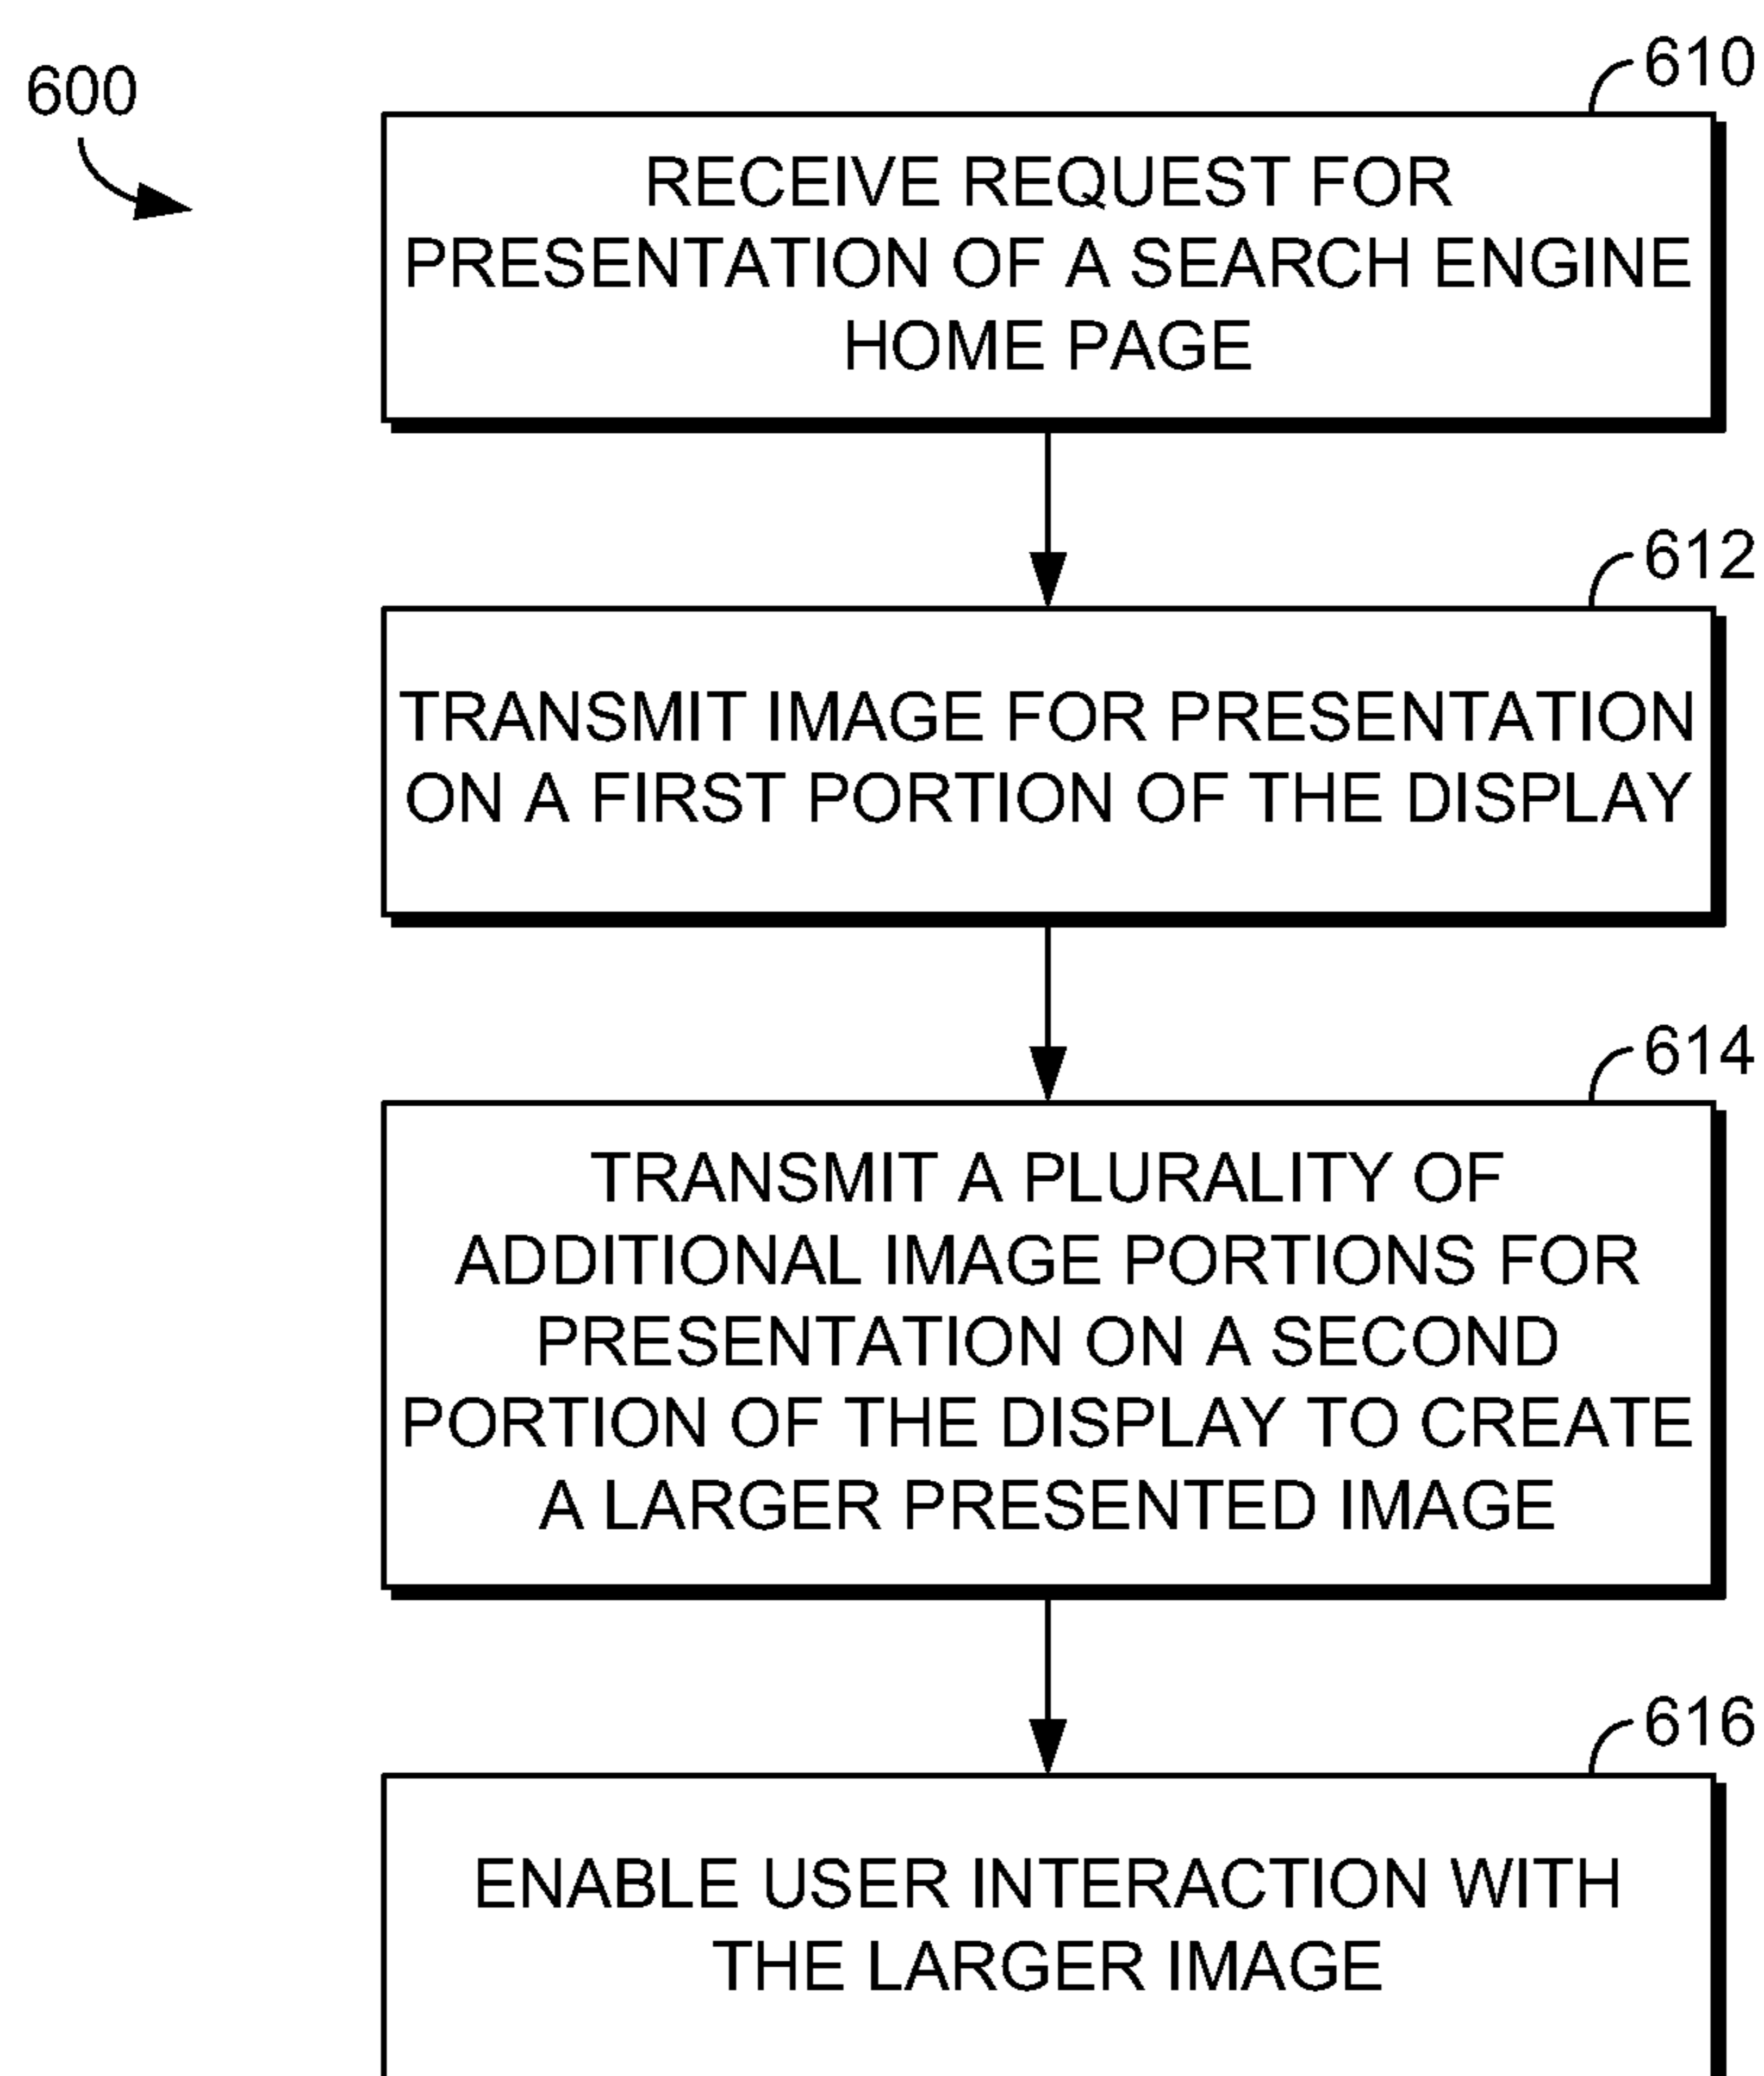 600
610
RECEIVE REQUEST FOR
PRESENTATION OF A SEARCH ENGINE
HOME PAGE
612
TRANSMIT IMAGE FOR PRESENTATION
ON A FIRST PORTION OF THE DISPLAY
614
TRANSMIT A PLURALITY OF
ADDITIONAL IMAGE PORTIONS FOR
PRESENTATION ON A SECOND
PORTION OF THE DISPLAY TO CREATE
A LARGER PRESENTED IMAGE
616
ENABLE USER INTERACTION WITH
THE LARGER IMAGE